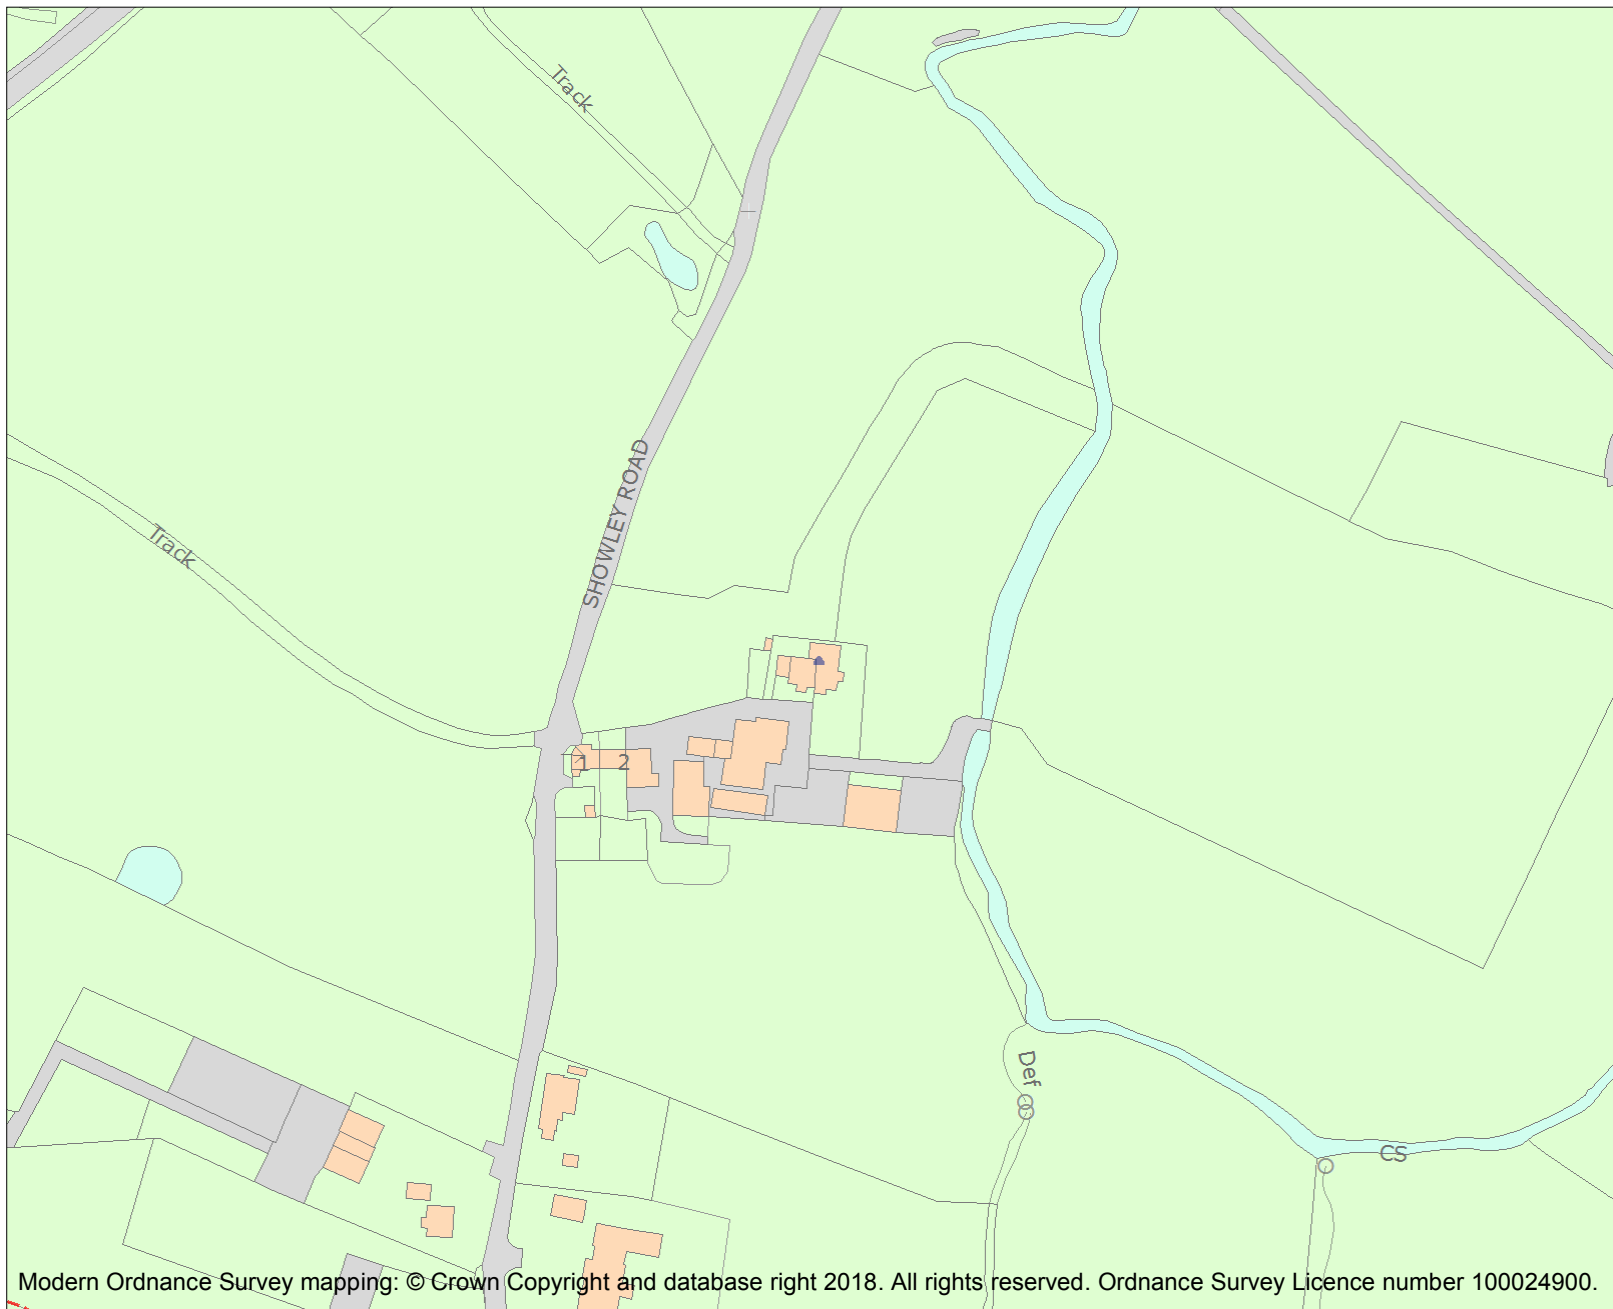 Track
SHOWLEY ROAD
Track
1
2
Def
CS
Modern Ordnance Survey mapping: © Crown Copyright and database right 2018. All rights reserved. Ordnance Survey Licence number 100024900.